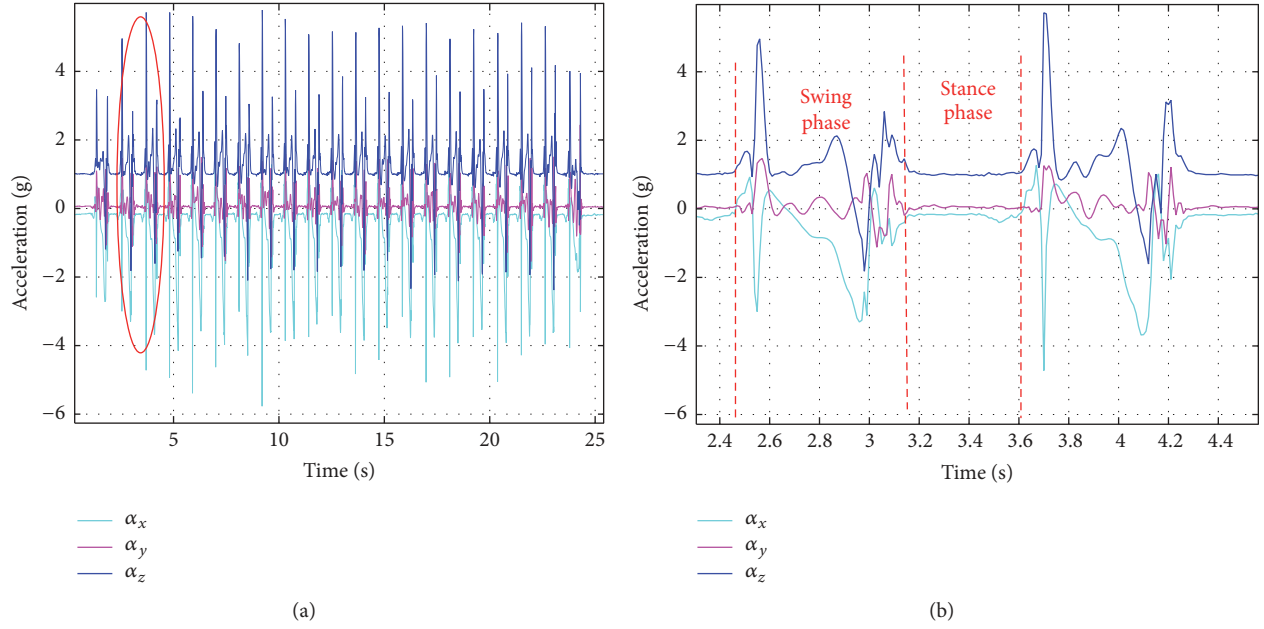 Acceleration (g)
4
2
0
−2
−4
−6
5
10
15
20
25
Time (s)
αx
αy
αz
(a)
Acceleration (g)
4
2
0
−2
−4
−6
Swing
phase
Stance
phase
2.4
2.6
2.8
3
3.2
3.4
3.6
3.8
4
4.2
4.4
Time (s)
αx
αy
αz
(b)